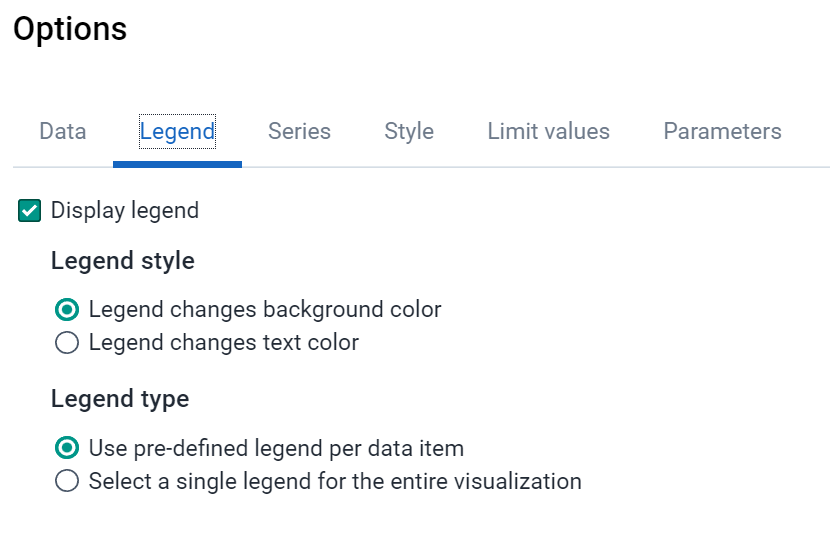 Options
Data Legend Series Style Limit values Parameters
Display legend
Legend style
Legend changes background color
Legend changes text color
Legend type
Use pre-defined legend per data item
Select a single legend for the entire visualization